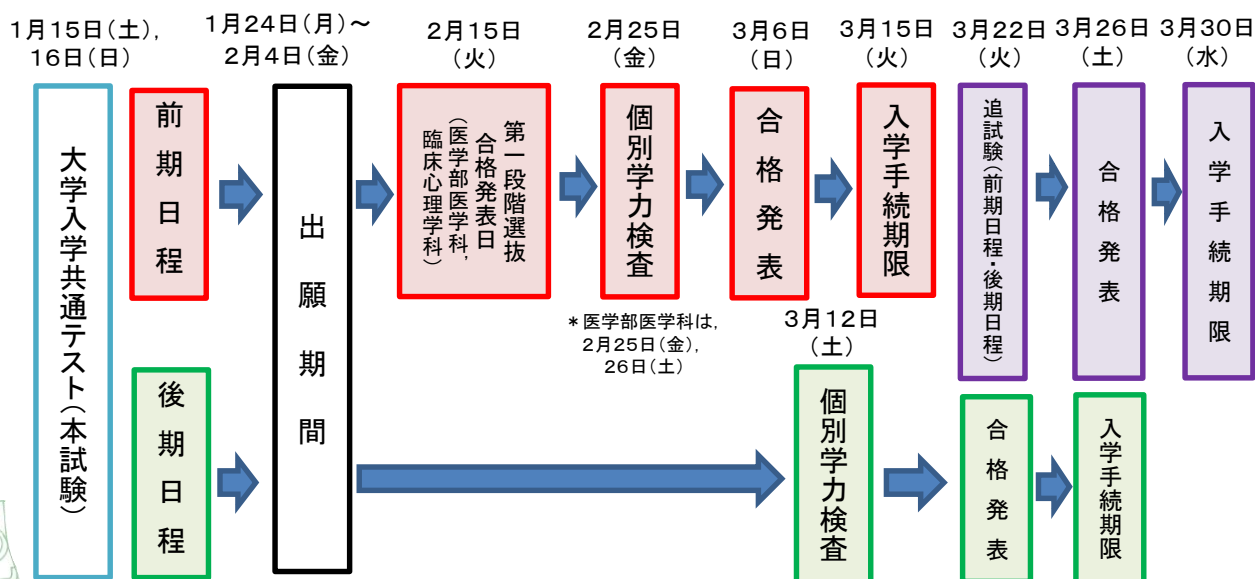 1月15日(土),
16日(日)
1月24日(月)～
2月4日(金)
2月15日
(火)
2月25日
(金)
3月6日
(日)
3月15日
(火)
3月22日
(火)
3月26日
(土)
3月30日
(水)
大学入学共通テスト(本試験)
前期日程
出願期間
第一段階選抜
合格発表日
(医学部医学科,
臨床心理学科)
個別学力検査
合格発表
入学手続期限
追試験(前期日程・後期日程)
合格発表
入学手続期限
*医学部医学科は,
2月25日(金),
26日(土)
3月12日
(土)
後期日程
個別学力検査
合格発表
入学手続期限